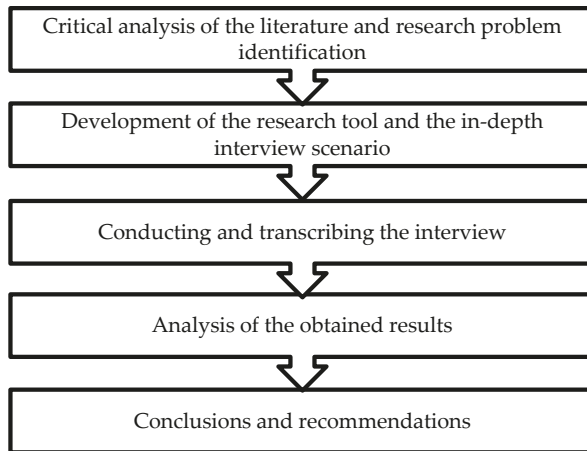 Critical analysis of the literature and research problem
identification
Development of the research tool and the in-depth
interview scenario
Conducting and transcribing the interview
Analysis of the obtained results
Conclusions and recommendations